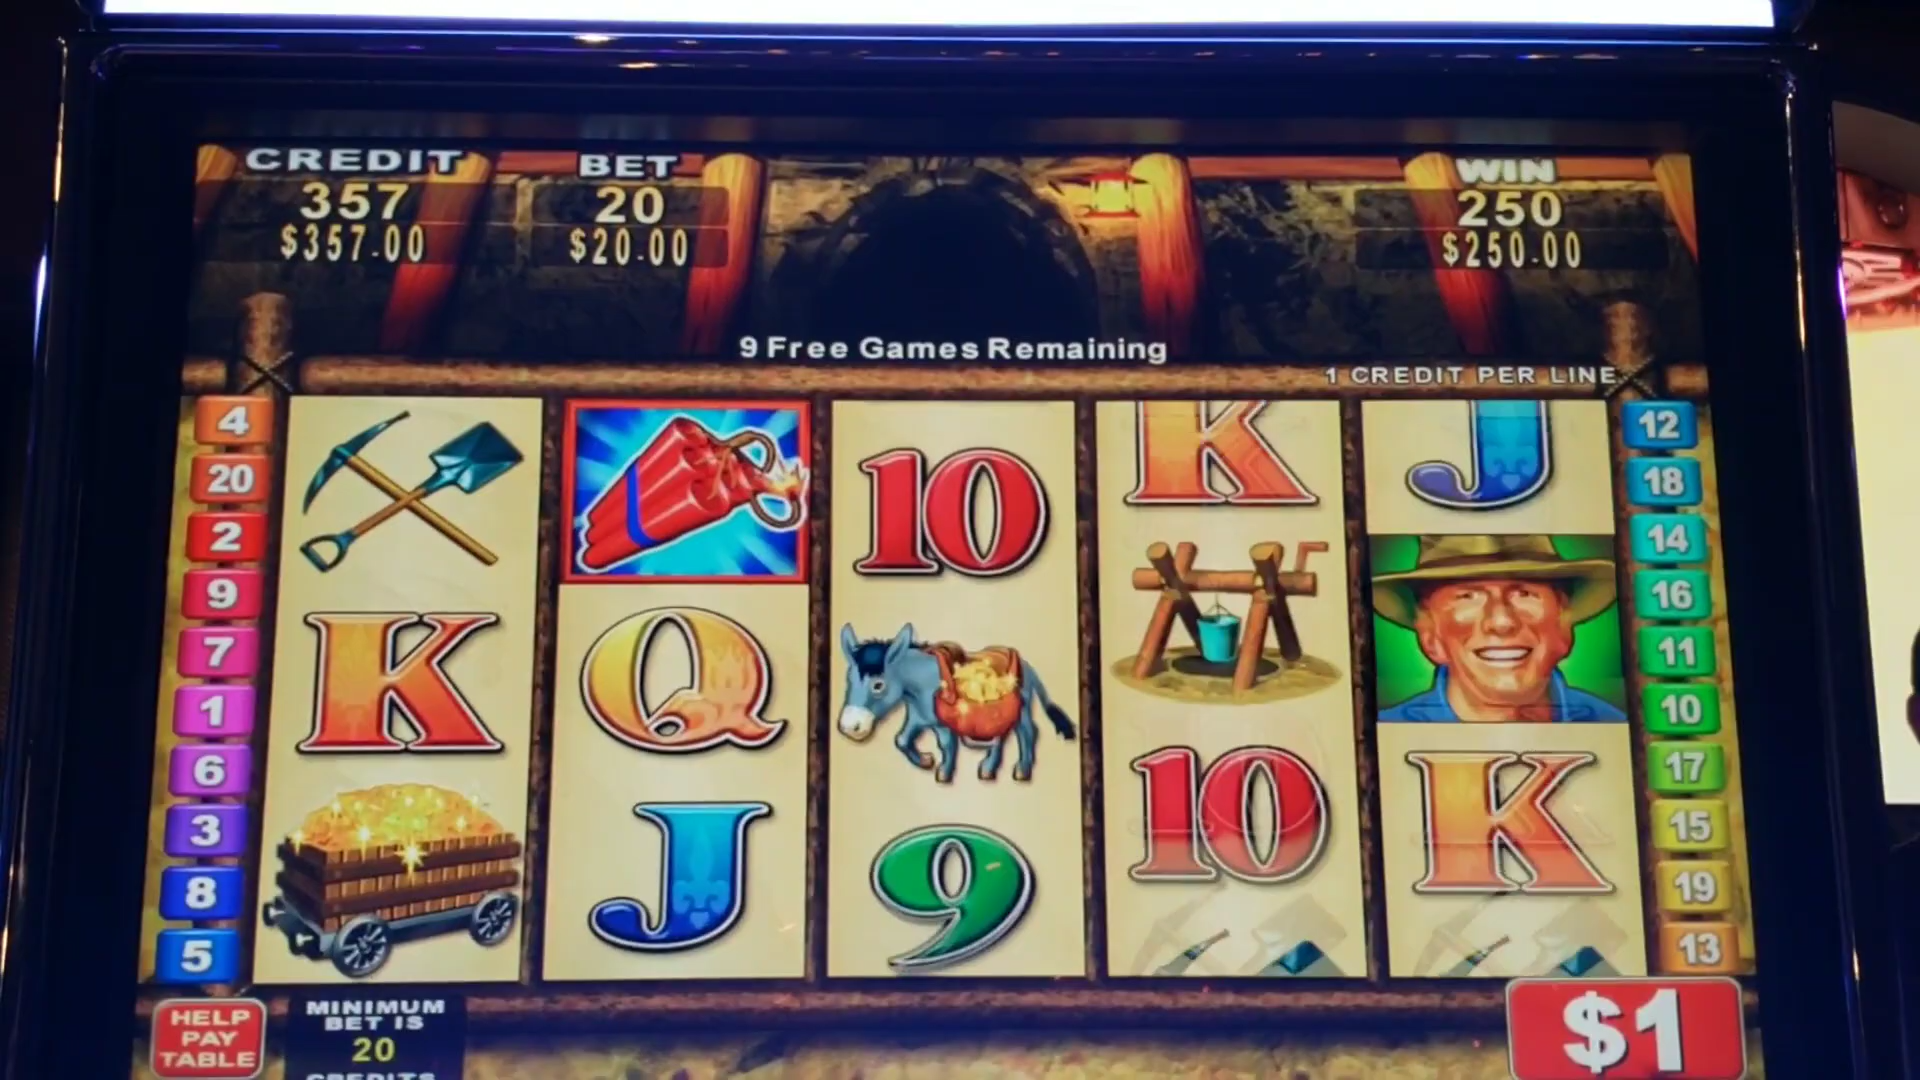 CREDIT BET WIN
357 20 250
$357.00 $20.00 $250.00
9 Free Games Remaining
1 CREDIT PER LINE
4 12
20 18
2 14
9 16
7 11
1 10
6 17
3 15
8 19
5 13
10 K J
K Q
10 K
J 9
HELP
PAY
TABLE
MINIMUM
BET IS
20
CREDITS
$1